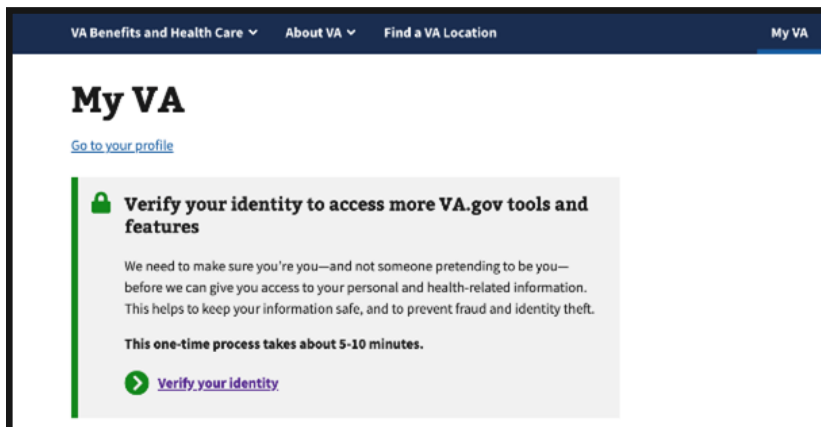 VA Benefits and Health Care About VA Find a VA Location My VA
My VA
Go to your profile
Verify your identity to access more VA.gov tools and
features
We need to make sure you're you—and not someone pretending to be you—
before we can give you access to your personal and health-related information.
This helps to keep your information safe, and to prevent fraud and identity theft.
This one-time process takes about 5-10 minutes.
Verify your identity